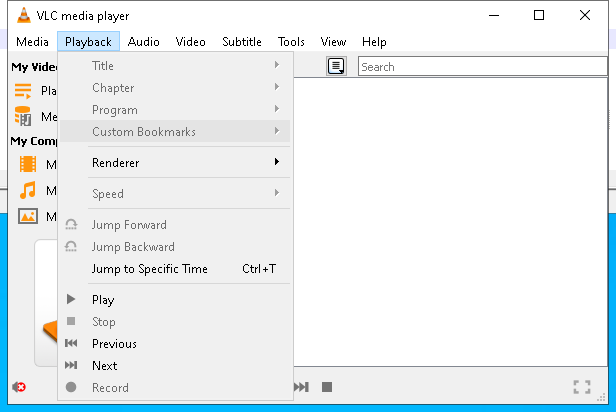 VLC media player
Media Playback Audio Video Subtitle Tools View Help
My Vide
Search
Pla
Me
My Comp
M
M
M
Title
Chapter
Program
Custom Bookmarks
Renderer
Speed
Jump Forward
Jump Backward
Jump to Specific Time Ctrl+T
Play
Stop
Previous
Next
Record